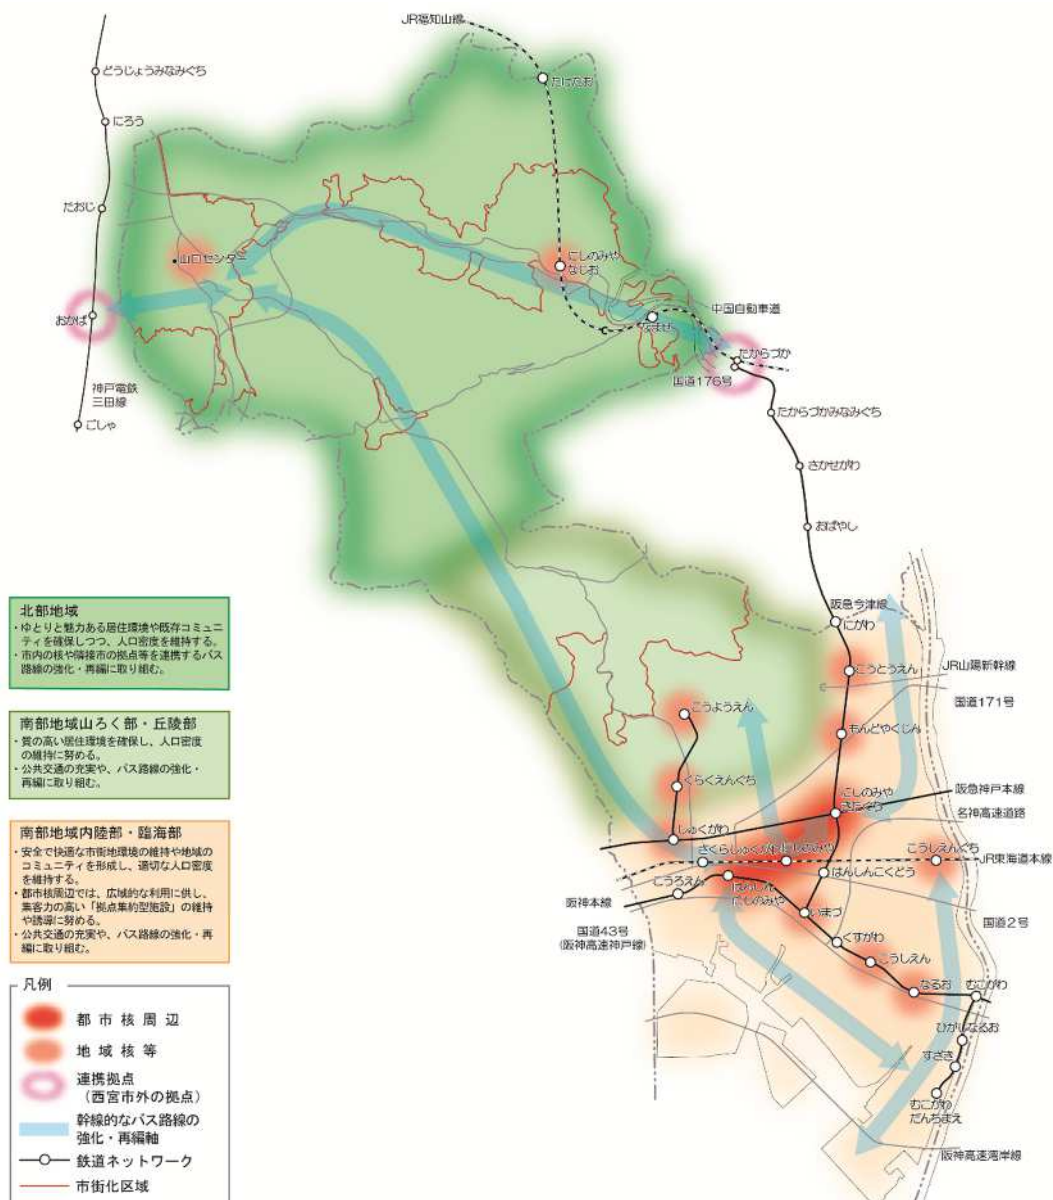 JR福知山線
どうじょうみなみぐち
たけだお
にろう
たおじ
山口センター
にしのみや
なじお
おかば
中国自動車道
なまぜ
たからづか
国道176号
神戸電鉄
三田線
ごしゃ
たからづかみなみぐち
さかせがわ
おばやし
阪急今津線
にがわ
こうとうえん
JR山陽新幹線
国道171号
こうようえん
もんどやくじん
くらくえんぐち
にしのみや
きたぐち
阪急神戸本線
名神高速道路
しゅくがわ
さくらしゅくがわ
にしのみや
こうしえんぐち
JR東海道本線
はんしんこくどう
こうろえん
はんしん
にしのみや
阪神本線
いまづ
国道2号
国道43号
(阪神高速神戸線)
くすがわ
こうしえん
なるお
むこがわ
ひがしなるお
すざき
むこがわ
だんちまえ
阪神高速湾岸線
北部地域
・ゆとりと魅力ある居住環境や既存コミュニ
ティを確保しつつ、人口密度を維持する。
・市内の核や隣接市の拠点等を連携するバス
路線の強化・再編に取り組む。
南部地域山ろく部・丘陵部
・質の高い居住環境を確保し、人口密度
の維持に努める。
・公共交通の充実や、バス路線の強化・
再編に取り組む。
南部地域内陸部・臨海部
・安全で快適な市街地環境の維持や地域の
コミュニティを形成し、適切な人口密度
を維持する。
・都市核周辺では、広域的な利用に供し、
集客力の高い「拠点集約型施設」の維持
や誘導に努める。
・公共交通の充実や、バス路線の強化・再
編に取り組む。
凡例
都市核周辺
地域核等
連携拠点
(西宮市外の拠点)
幹線的なバス路線の
強化・再編軸
鉄道ネットワーク
市街化区域